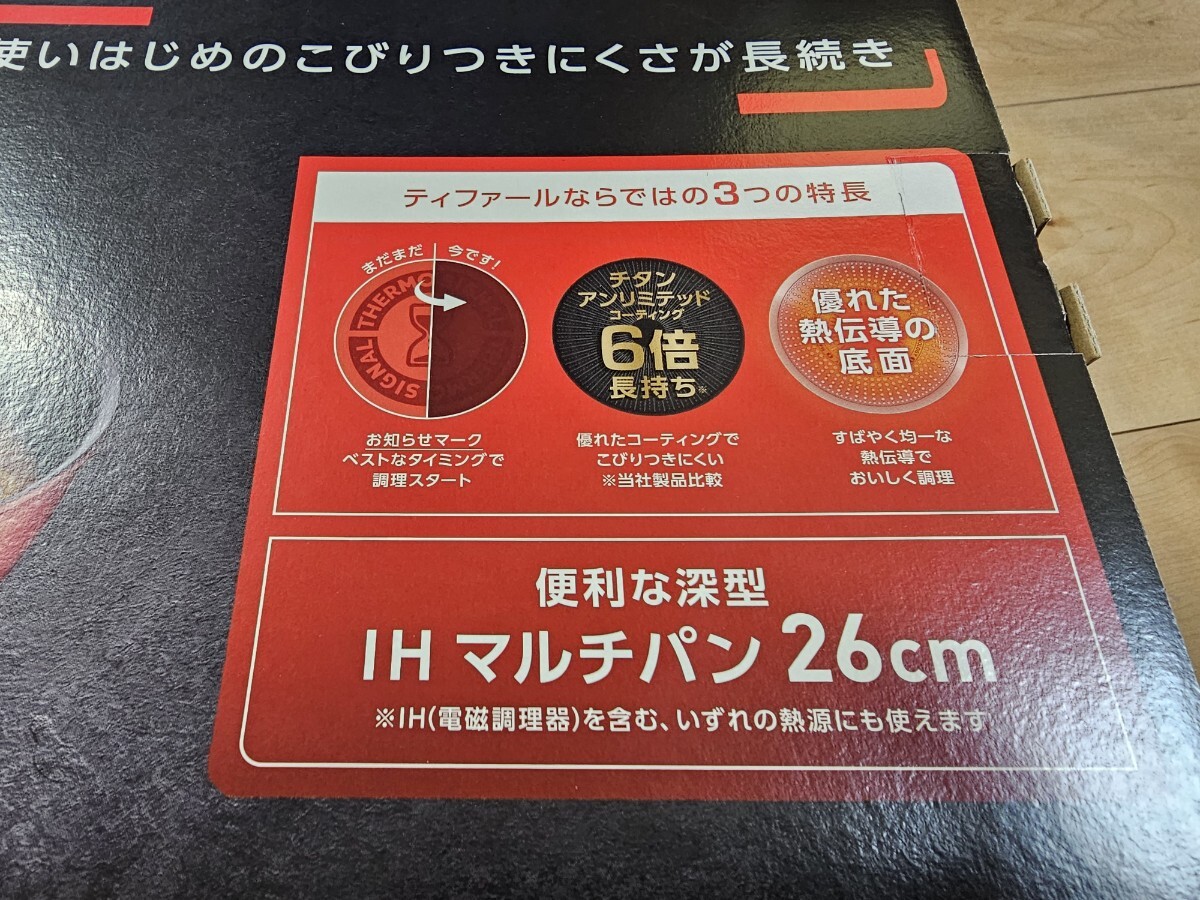 使いはじめのこびりつきにくさが長続き
ティファールならではの3つの特長
まだまだ 今です!
THERMO SIGNAL
チタン
アンリミテッド
コーティング
6倍
長持ち※
優れた
熱伝導の
底面
お知らせマーク
ベストなタイミングで
調理スタート
優れたコーティングで
こびりつきにくい
※当社製品比較
すばやく均一な
熱伝導で
おいしく調理
便利な深型
IH マルチパン 26cm
※IH(電磁調理器)を含む、いずれの熱源にも使えます